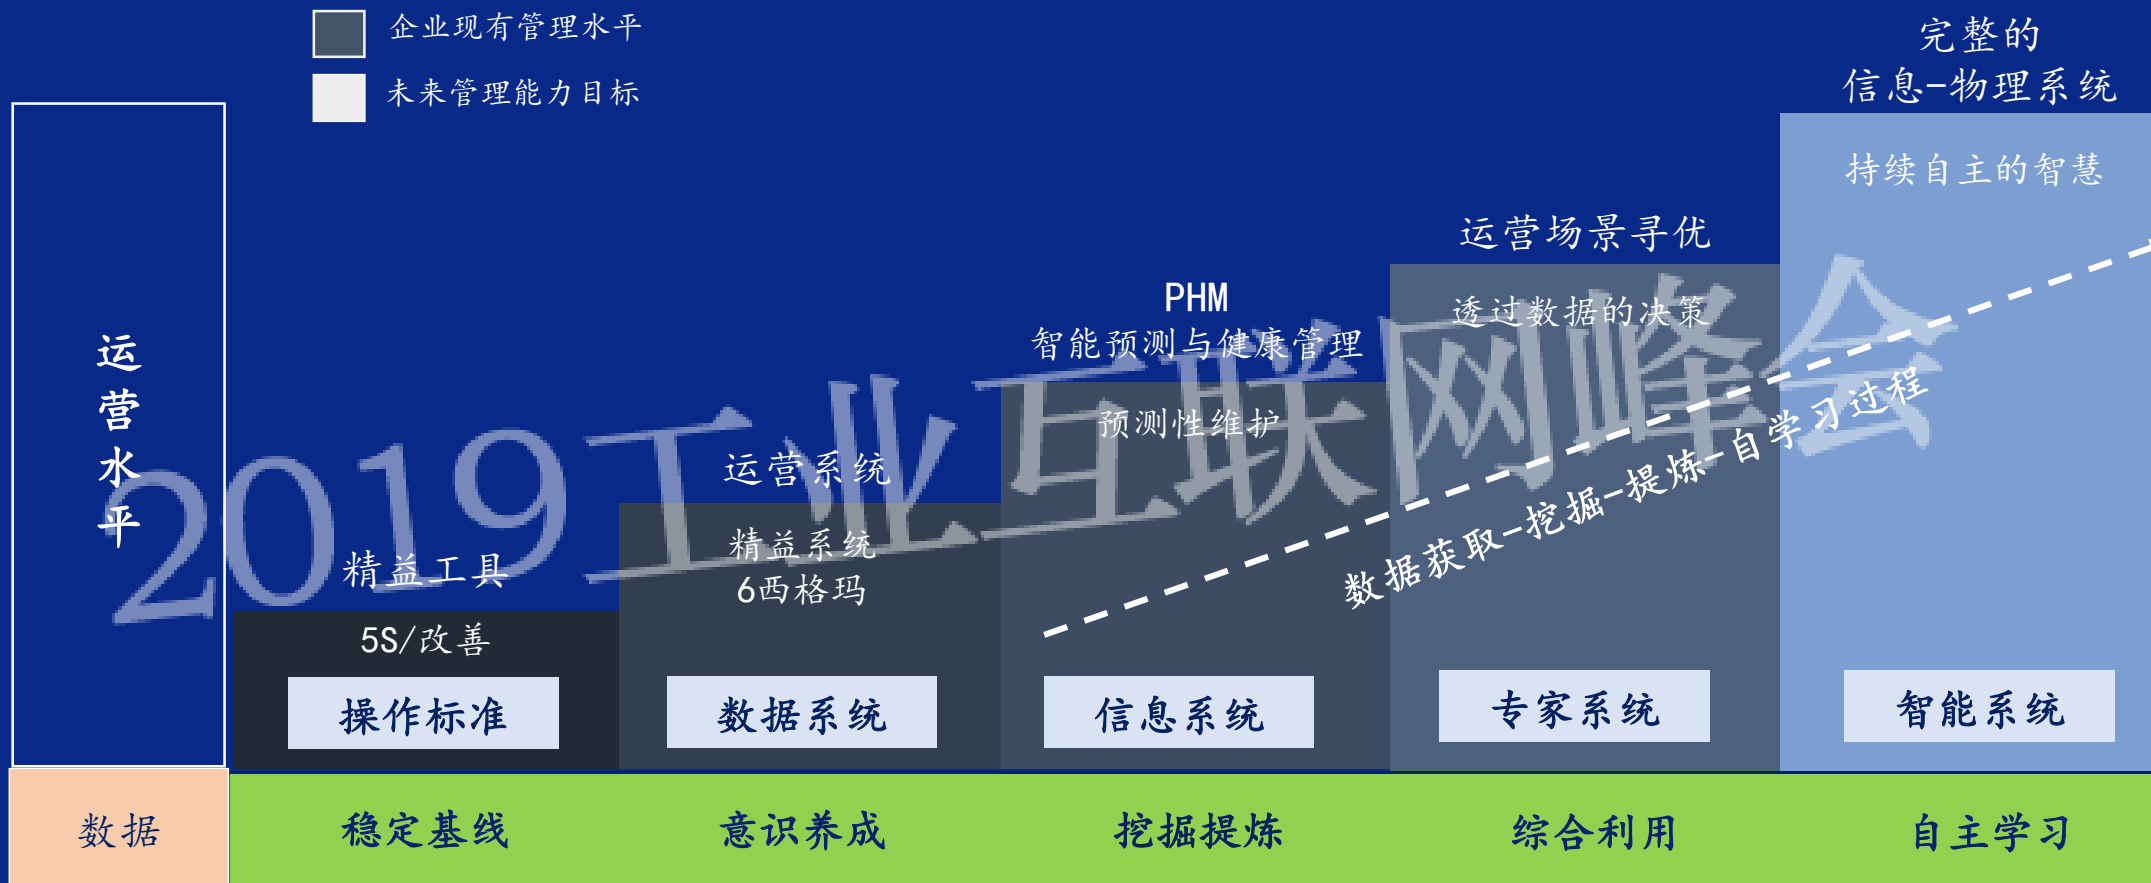 企业现有管理水平
未来管理能力目标
完整的
信息-物理系统
持续自主的智慧
运营场景寻优
透过数据的决策
PHM
智能预测与健康管理
预测性维护
运营系统
精益系统
6西格玛
精益工具
5S/改善
运营水平
数据获取-挖掘-提炼-自学习过程
2019工业互联网峰会
操作标准
数据系统
信息系统
专家系统
智能系统
数据
稳定基线
意识养成
挖掘提炼
综合利用
自主学习